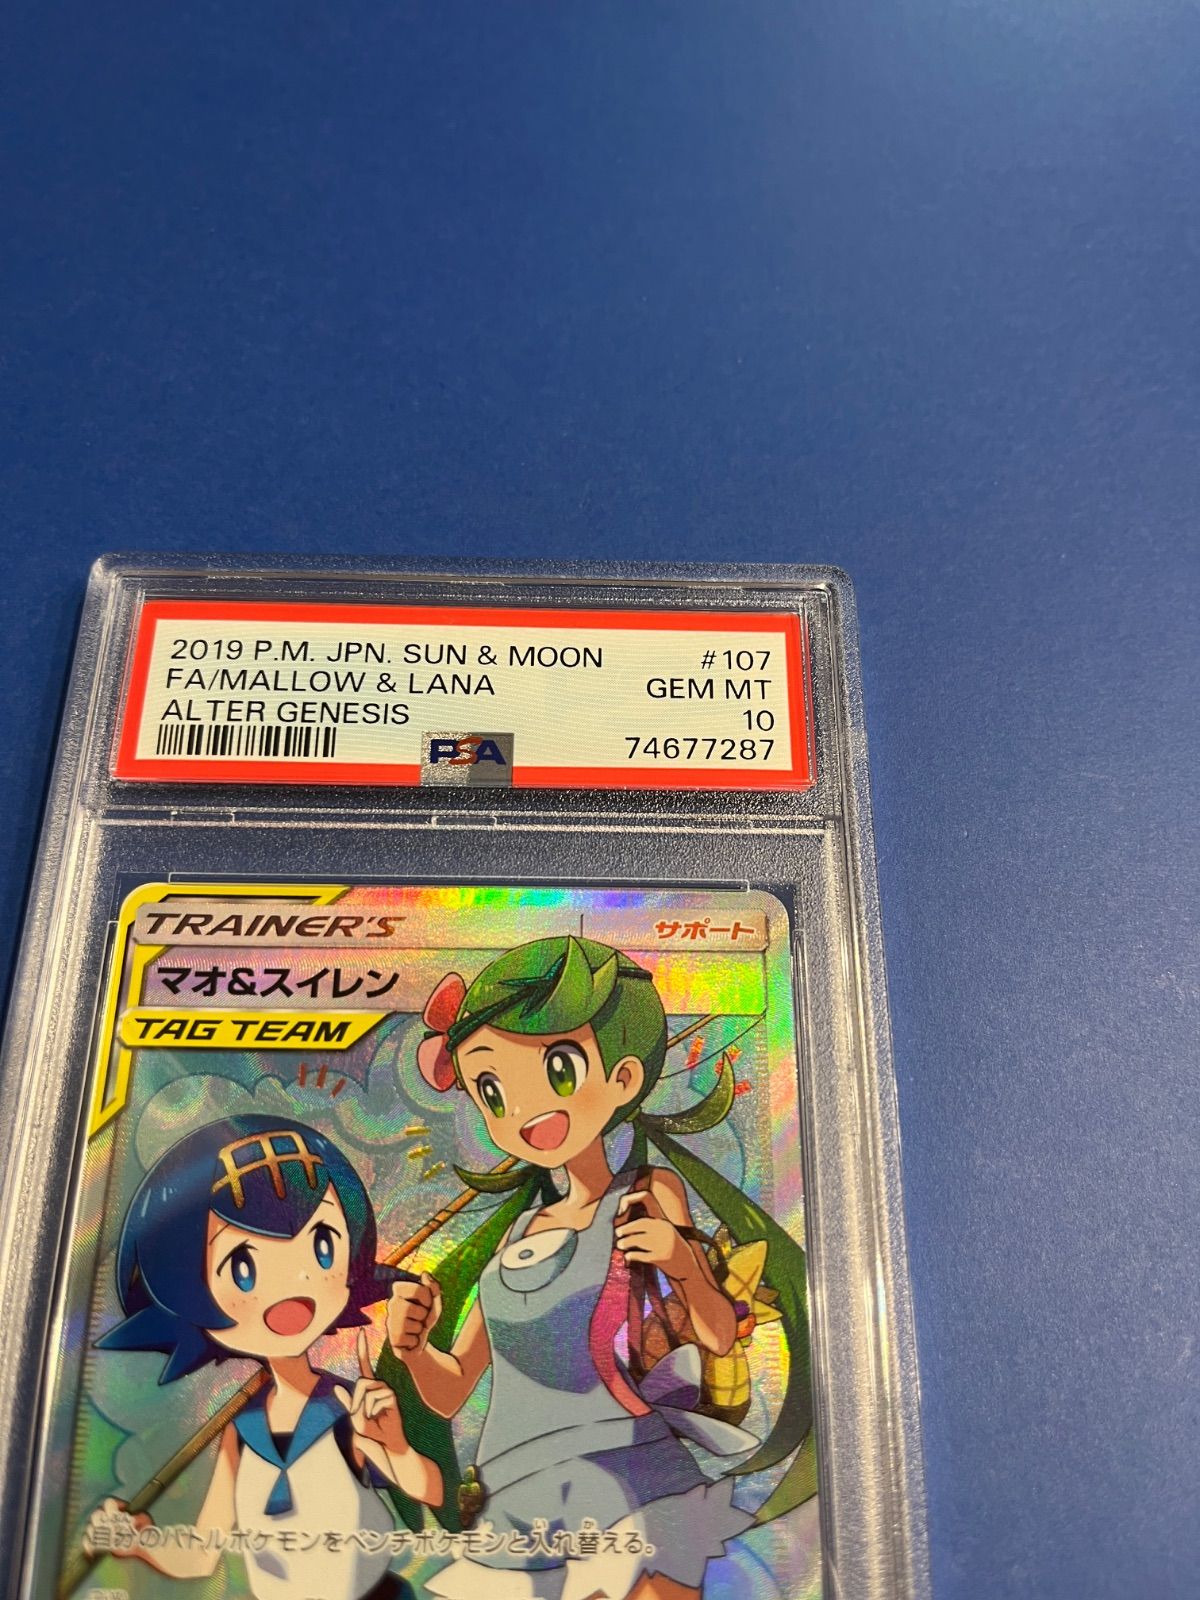 2019 P.M. JPN. SUN & MOON #107
FA/MALLOW & LANA GEM MT
ALTER GENESIS 10
PSA 74677287
TRAINER'S サポート
マオ&スイレン
TAG TEAM
自分のバトルポケモンをベンチポケモンと入れ替える。